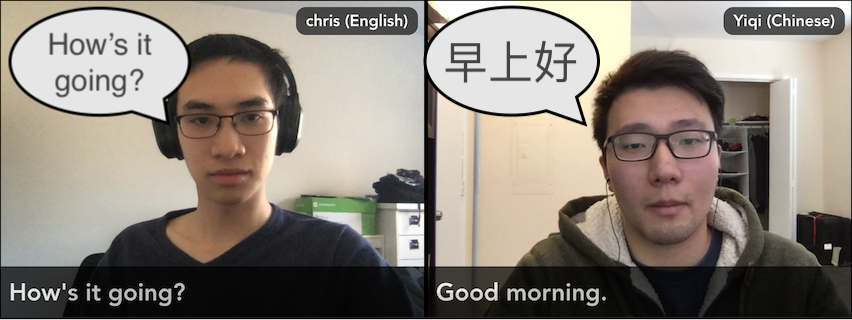 chris (English)
How's it
going?
How's it going?
Yiqi (Chinese)
早上好
Good morning.